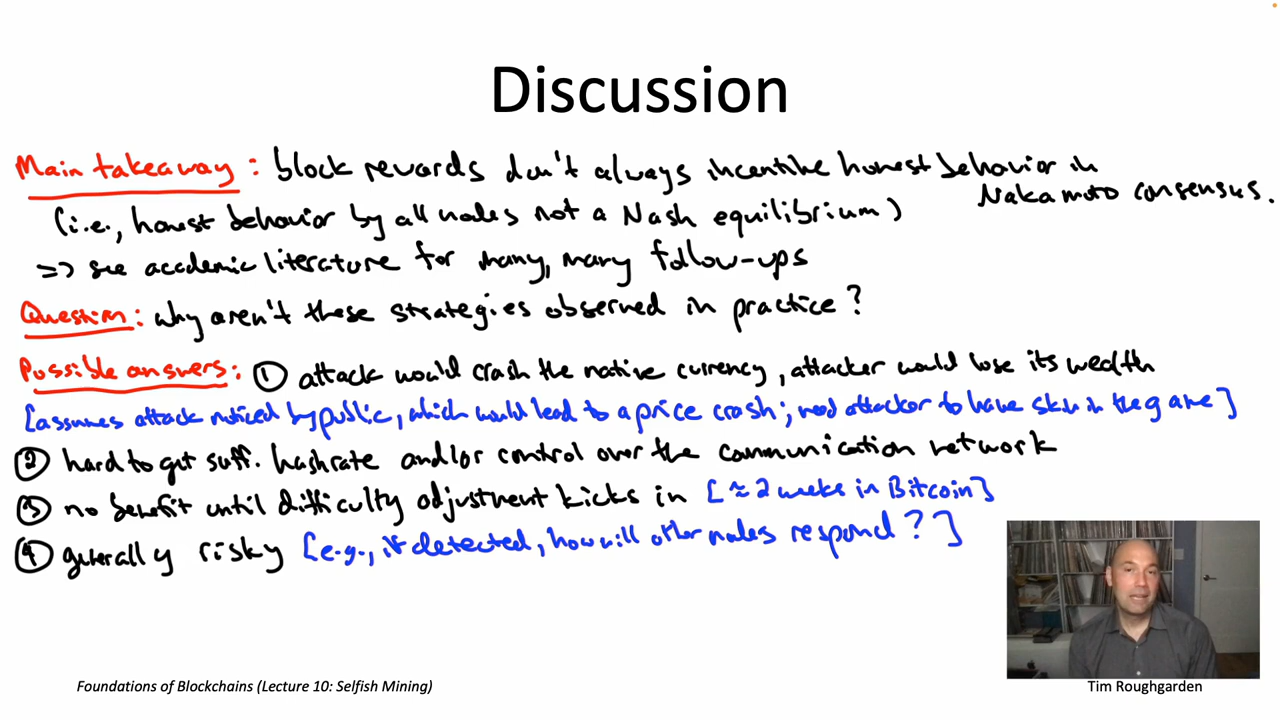 Discussion
Main takeaway: block rewards don't always incentive honest behavior in
Nakamoto consensus.
(i.e., honest behavior by all nodes not a Nash equilibrium)
=> see academic literature for many, many follow-ups
Question: why aren't these strategies observed in practice?
Possible answers: ① attack would crash the native currency, attacker would lose its wealth
[assumes attack noticed by public, which would lead to a price crash; need attacker to have skin in the game]
② hard to get suff. hashrate and/or control over the communication network
③ no benefit until difficulty adjustment kicks in [≈2 weeks in Bitcoin]
④ generally risky [e.g., if detected, how will other nodes respond?]
Foundations of Blockchains (Lecture 10: Selfish Mining)
Tim Roughgarden